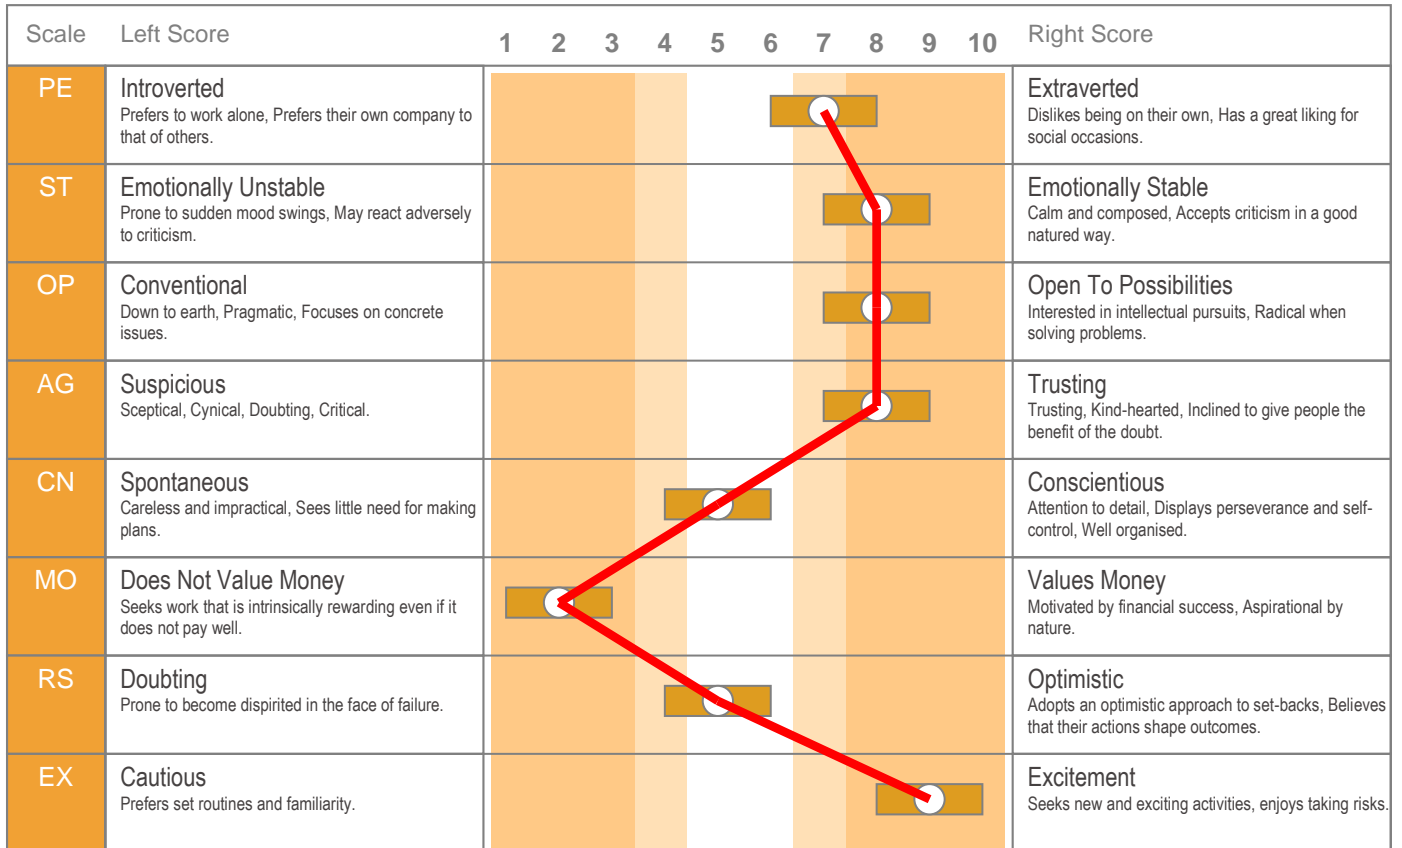 Scale Left Score 1 2 3 4 5 6 7 8 9 10 Right Score
PE Introverted Extraverted
Prefers to work alone, Prefers their own company to Dislikes being on their own, Has a great liking for
that of others. social occasions.
ST Emotionally Unstable Emotionally Stable
Prone to sudden mood swings, May react adversely Calm and composed, Accepts criticism in a good
to criticism. natured way.
OP Conventional Open To Possibilities
Down to earth, Pragmatic, Focuses on concrete Interested in intellectual pursuits, Radical when
issues. solving problems.
AG Suspicious Trusting
Sceptical, Cynical, Doubting, Critical. Trusting, Kind-hearted, Inclined to give people the
benefit of the doubt.
CN Spontaneous Conscientious
Careless and impractical, Sees little need for making Attention to detail, Displays perseverance and self-
plans. control, Well organised.
MO Does Not Value Money Values Money
Seeks work that is intrinsically rewarding even if it Motivated by financial success, Aspirational by
does not pay well. nature.
RS Doubting Optimistic
Prone to become dispirited in the face of failure. Adopts an optimistic approach to set-backs, Believes
that their actions shape outcomes.
EX Cautious Excitement
Prefers set routines and familiarity. Seeks new and exciting activities, enjoys taking risks.